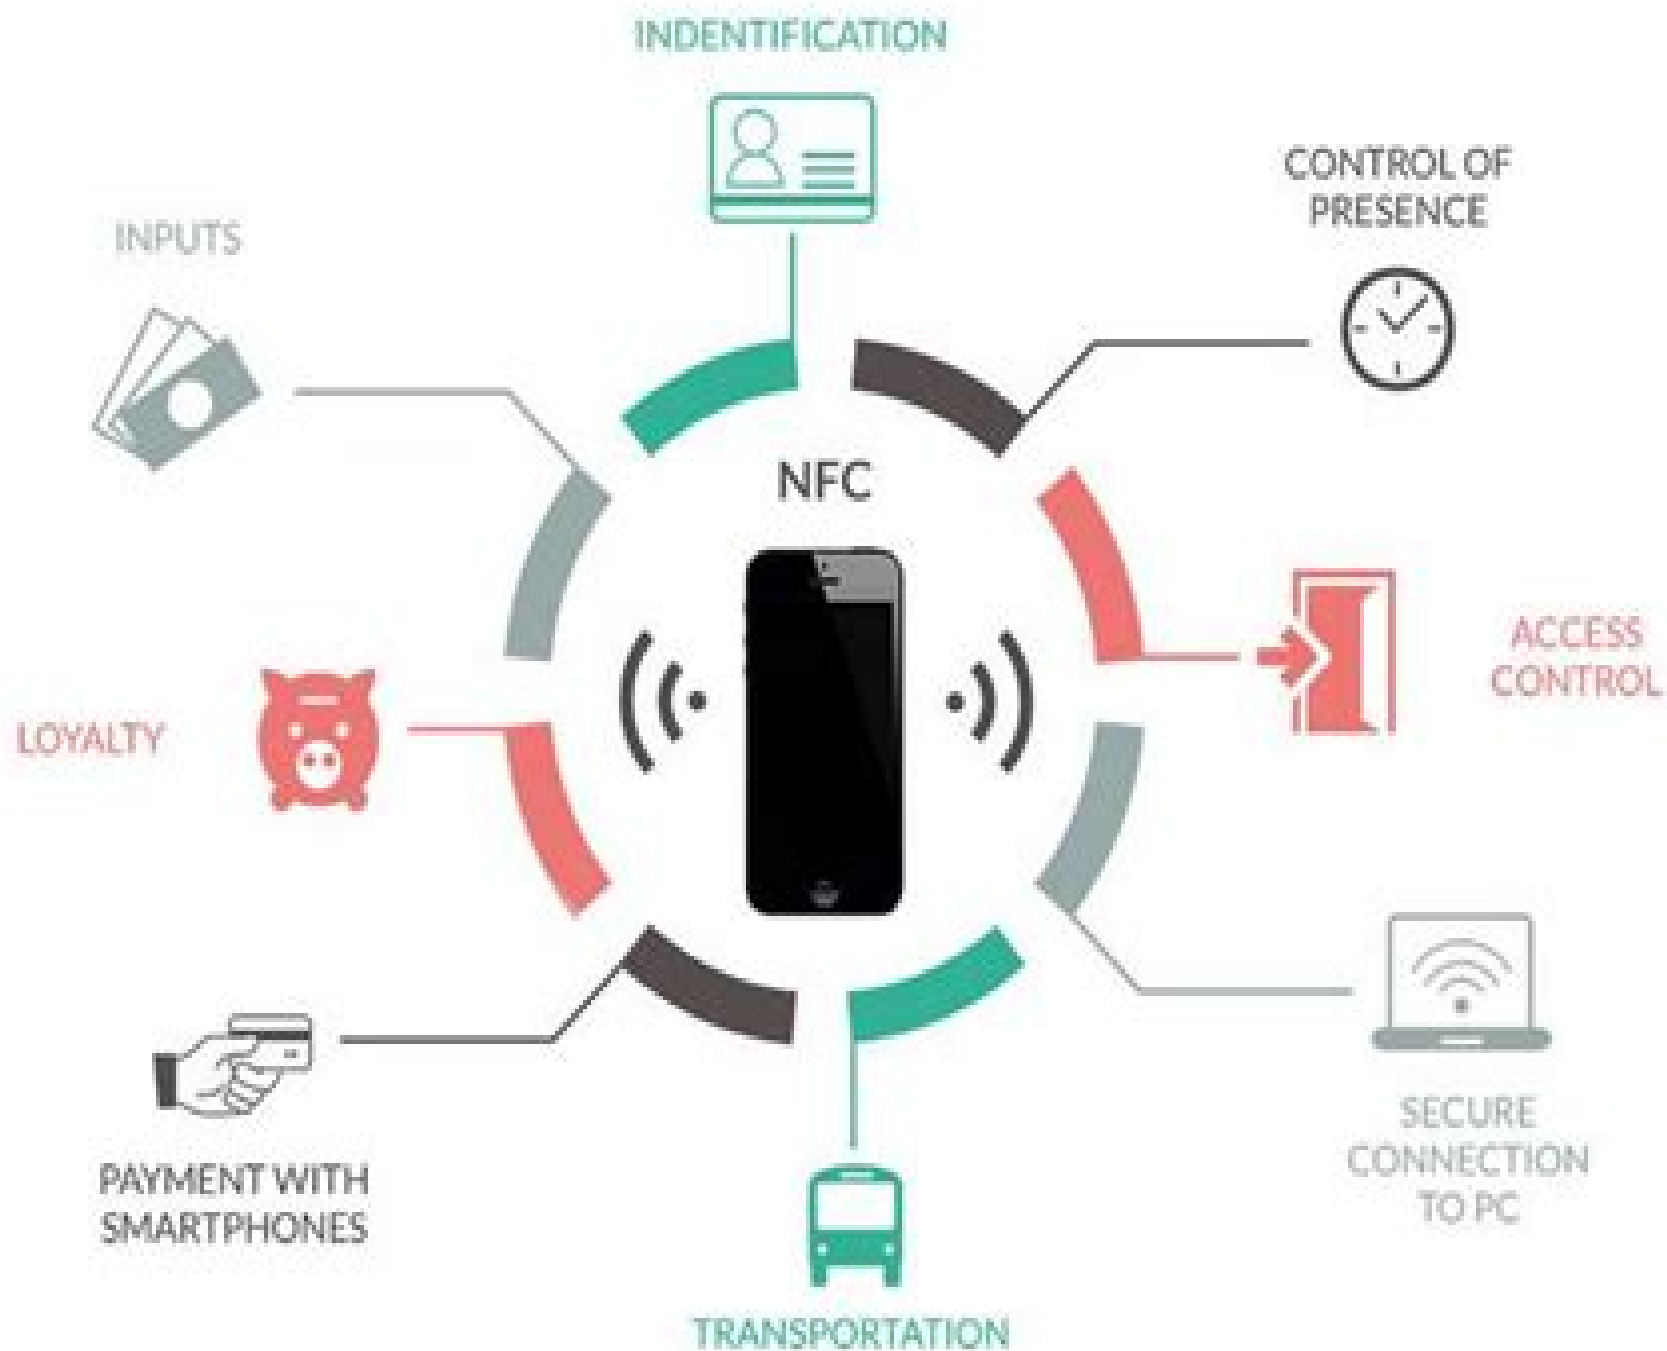 INDENTIFICATION
CONTROL OF
PRESENCE
INPUTS
NFC
ACCESS
CONTROL
LOYALTY
SECURE
CONNECTION
TO PC
PAYMENT WITH
SMARTPHONES
TRANSPORTATION